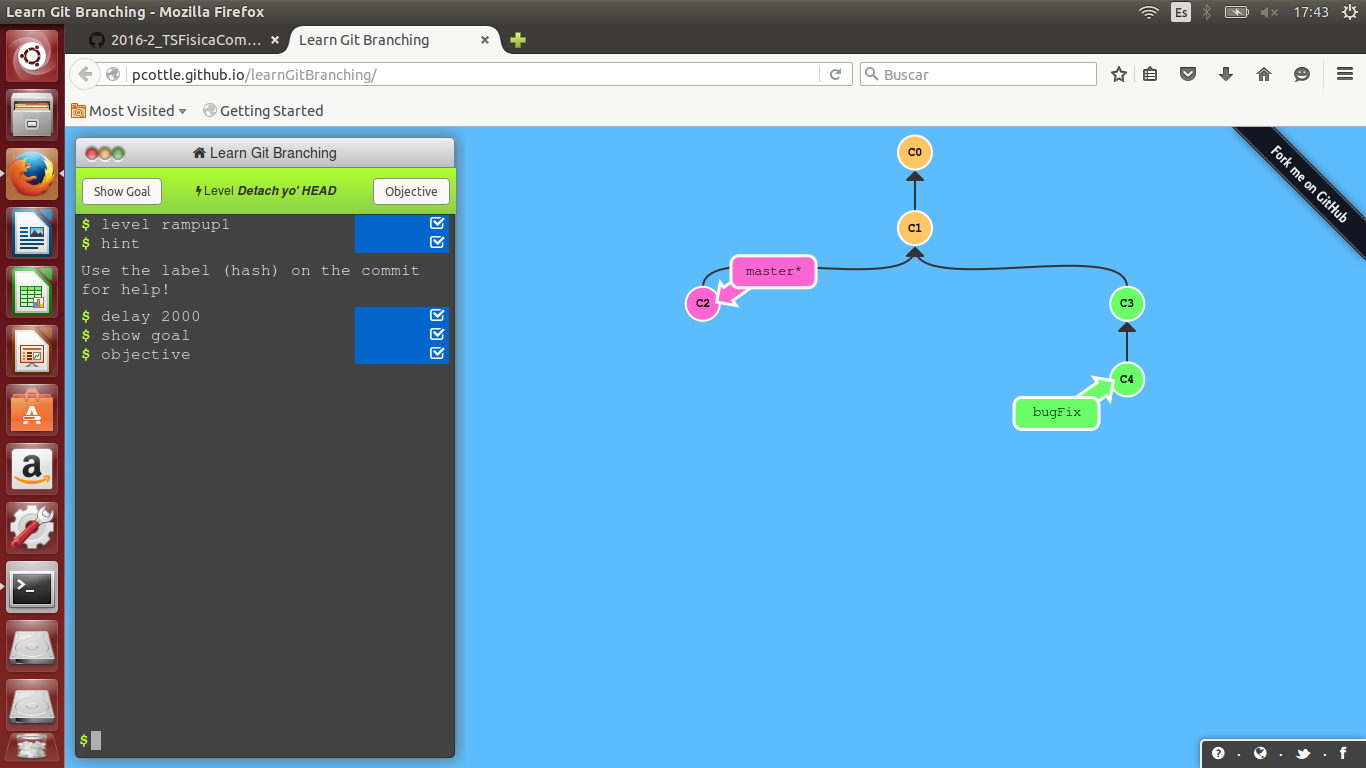 Learn Git Branching - Mozilla Firefox
Es
17:43
2016-2_TSFisicaCom...
Learn Git Branching
pcottle.github.io/learnGitBranching/
Buscar
Most Visited
Getting Started
Learn Git Branching
Show Goal
Level Detach yo' HEAD
Objective
$ level rampup1
$ hint
Use the label (hash) on the commit
for help!
$ delay 2000
$ show goal
$ objective
$
C0
C1
master*
C2
C3
C4
bugFix
Fork me on GitHub